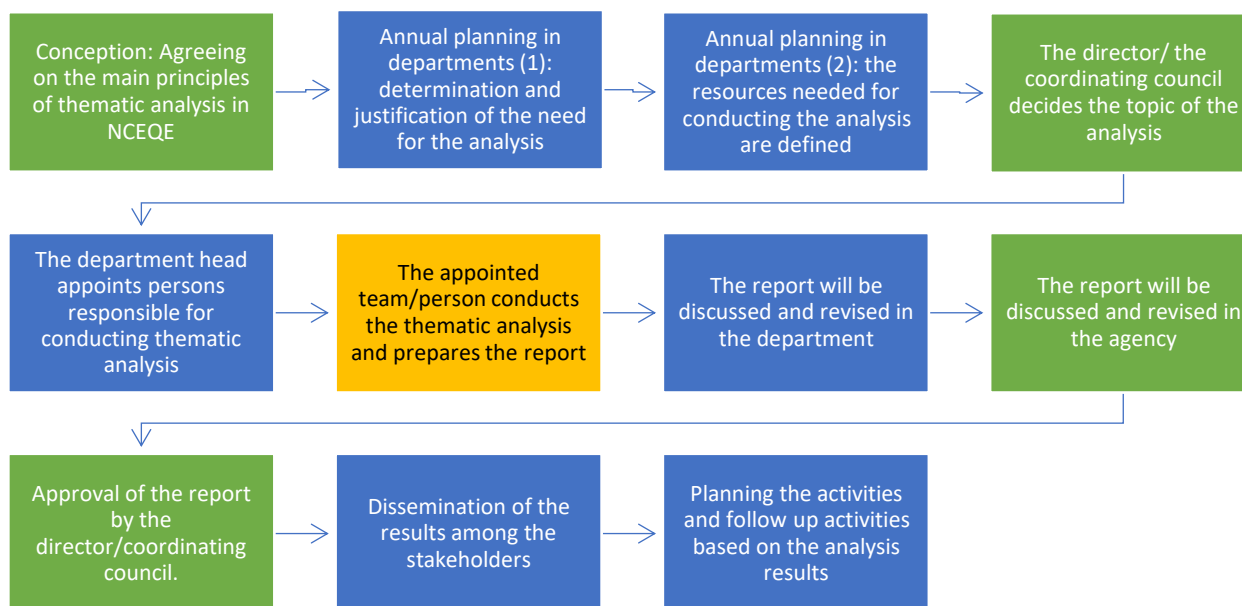 Conception: Agreeing
on the main principles
of thematic analysis in
NCEQE
Annual planning in
departments (1):
determination and
justification of the need
for the analysis
Annual planning in
departments (2): the
resources needed for
conducting the analysis
are defined
The director/ the
coordinating council
decides the topic of the
analysis
The department head
appoints persons
responsible for
conducting thematic
analysis
The appointed
team/person conducts
the thematic analysis
and prepares the report
The report will be
discussed and revised in
the department
The report will be
discussed and revised in
the agency
Approval of the report
by the
director/coordinating
council.
Dissemination of the
results among the
stakeholders
Planning the activities
and follow up activities
based on the analysis
results